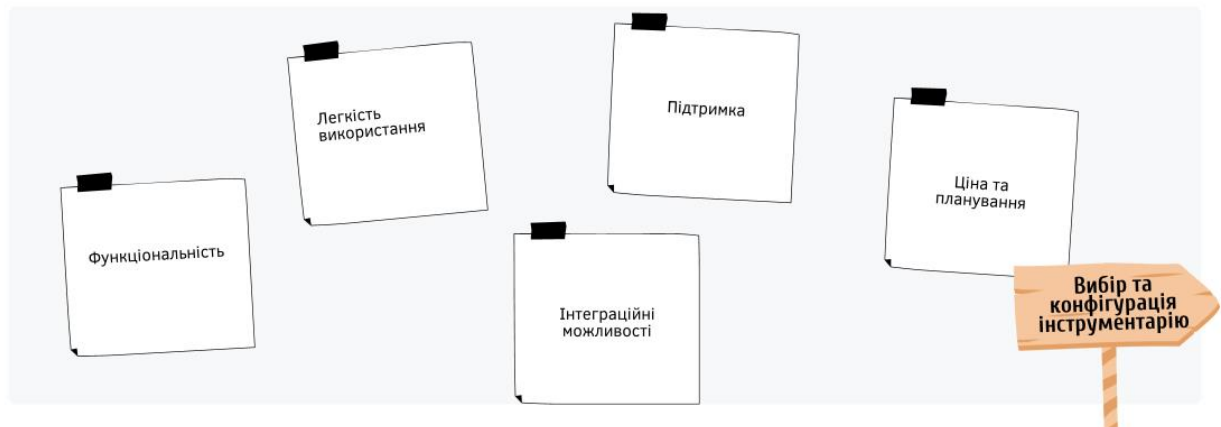 Функціональність
Легкість
використання
Підтримка
Інтеграційні
можливості
Ціна та
планування
Вибір та
конфігурація
інструментарію